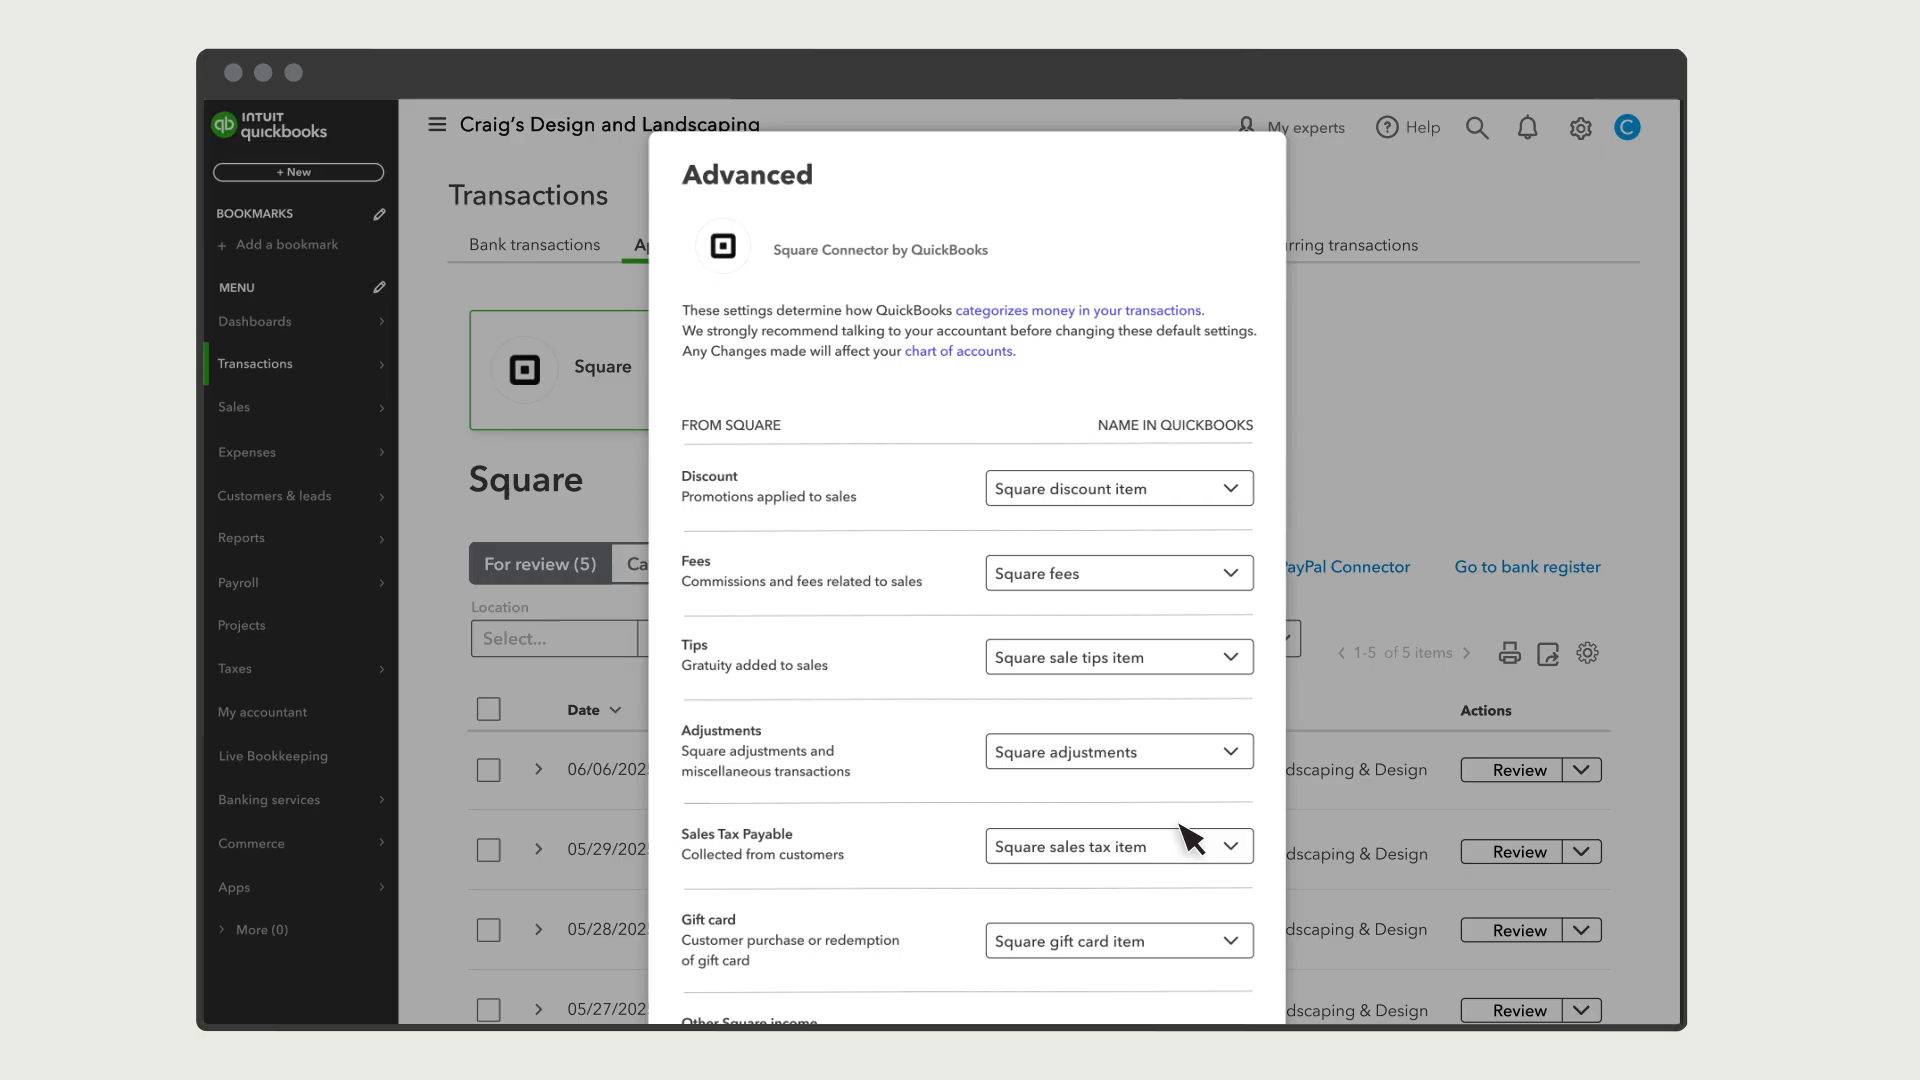 INTUIT
quickbooks
+ New
BOOKMARKS
+ Add a bookmark
MENU
Dashboards
Transactions
Sales
Expenses
Customers & leads
Reports
Payroll
Projects
Taxes
My accountant
Live Bookkeeping
Banking services
Commerce
Apps
More (0)
Craig's Design and Landscaping
My experts
Help
C
Transactions
Bank transactions
rring transactions
Square
Square
For review (5)
Ca
PayPal Connector
Go to bank register
Location
Select...
1-5 of 5 items
Date
Actions
06/06/202
dscaping & Design
Review
05/29/202
dscaping & Design
Review
05/28/202
dscaping & Design
Review
05/27/202
dscaping & Design
Review
Advanced
Square Connector by QuickBooks
These settings determine how QuickBooks categorizes money in your transactions.
We strongly recommend talking to your accountant before changing these default settings.
Any Changes made will affect your chart of accounts.
FROM SQUARE
NAME IN QUICKBOOKS
Discount
Promotions applied to sales
Square discount item
Fees
Commissions and fees related to sales
Square fees
Tips
Gratuity added to sales
Square sale tips item
Adjustments
Square adjustments and
miscellaneous transactions
Square adjustments
Sales Tax Payable
Collected from customers
Square sales tax item
Gift card
Customer purchase or redemption
of gift card
Square gift card item
Other Square income